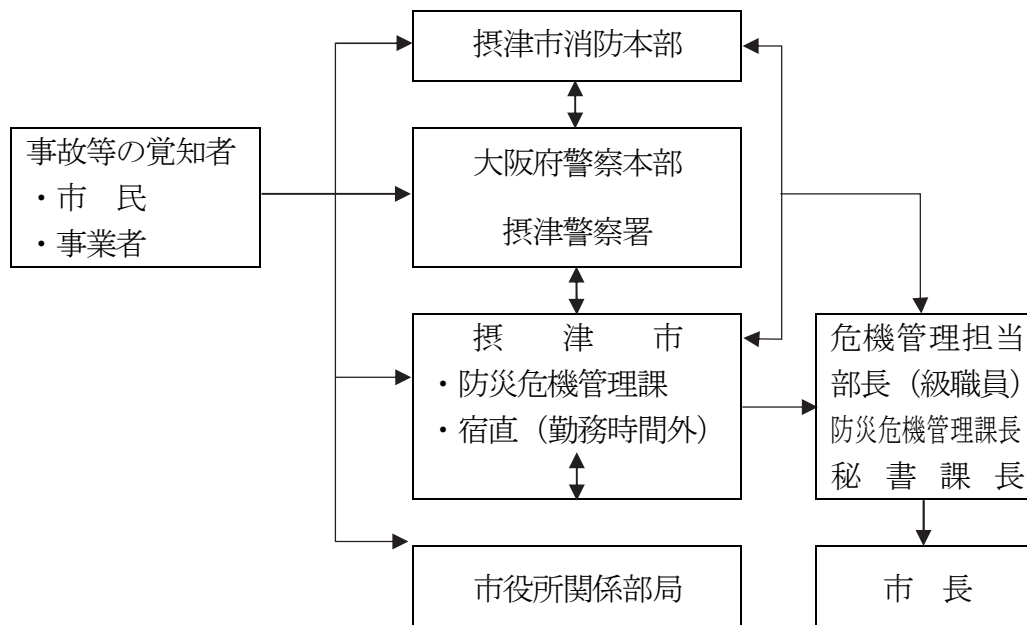 摂津市消防本部
事故等の覚知者
・市　民
・事業者
大阪府警察本部
摂津警察署
摂　津　市
・防災危機管理課
・宿直（勤務時間外）
危機管理担当
部長（級職員）
防災危機管理課長
秘書課長
市役所関係部局
市　長